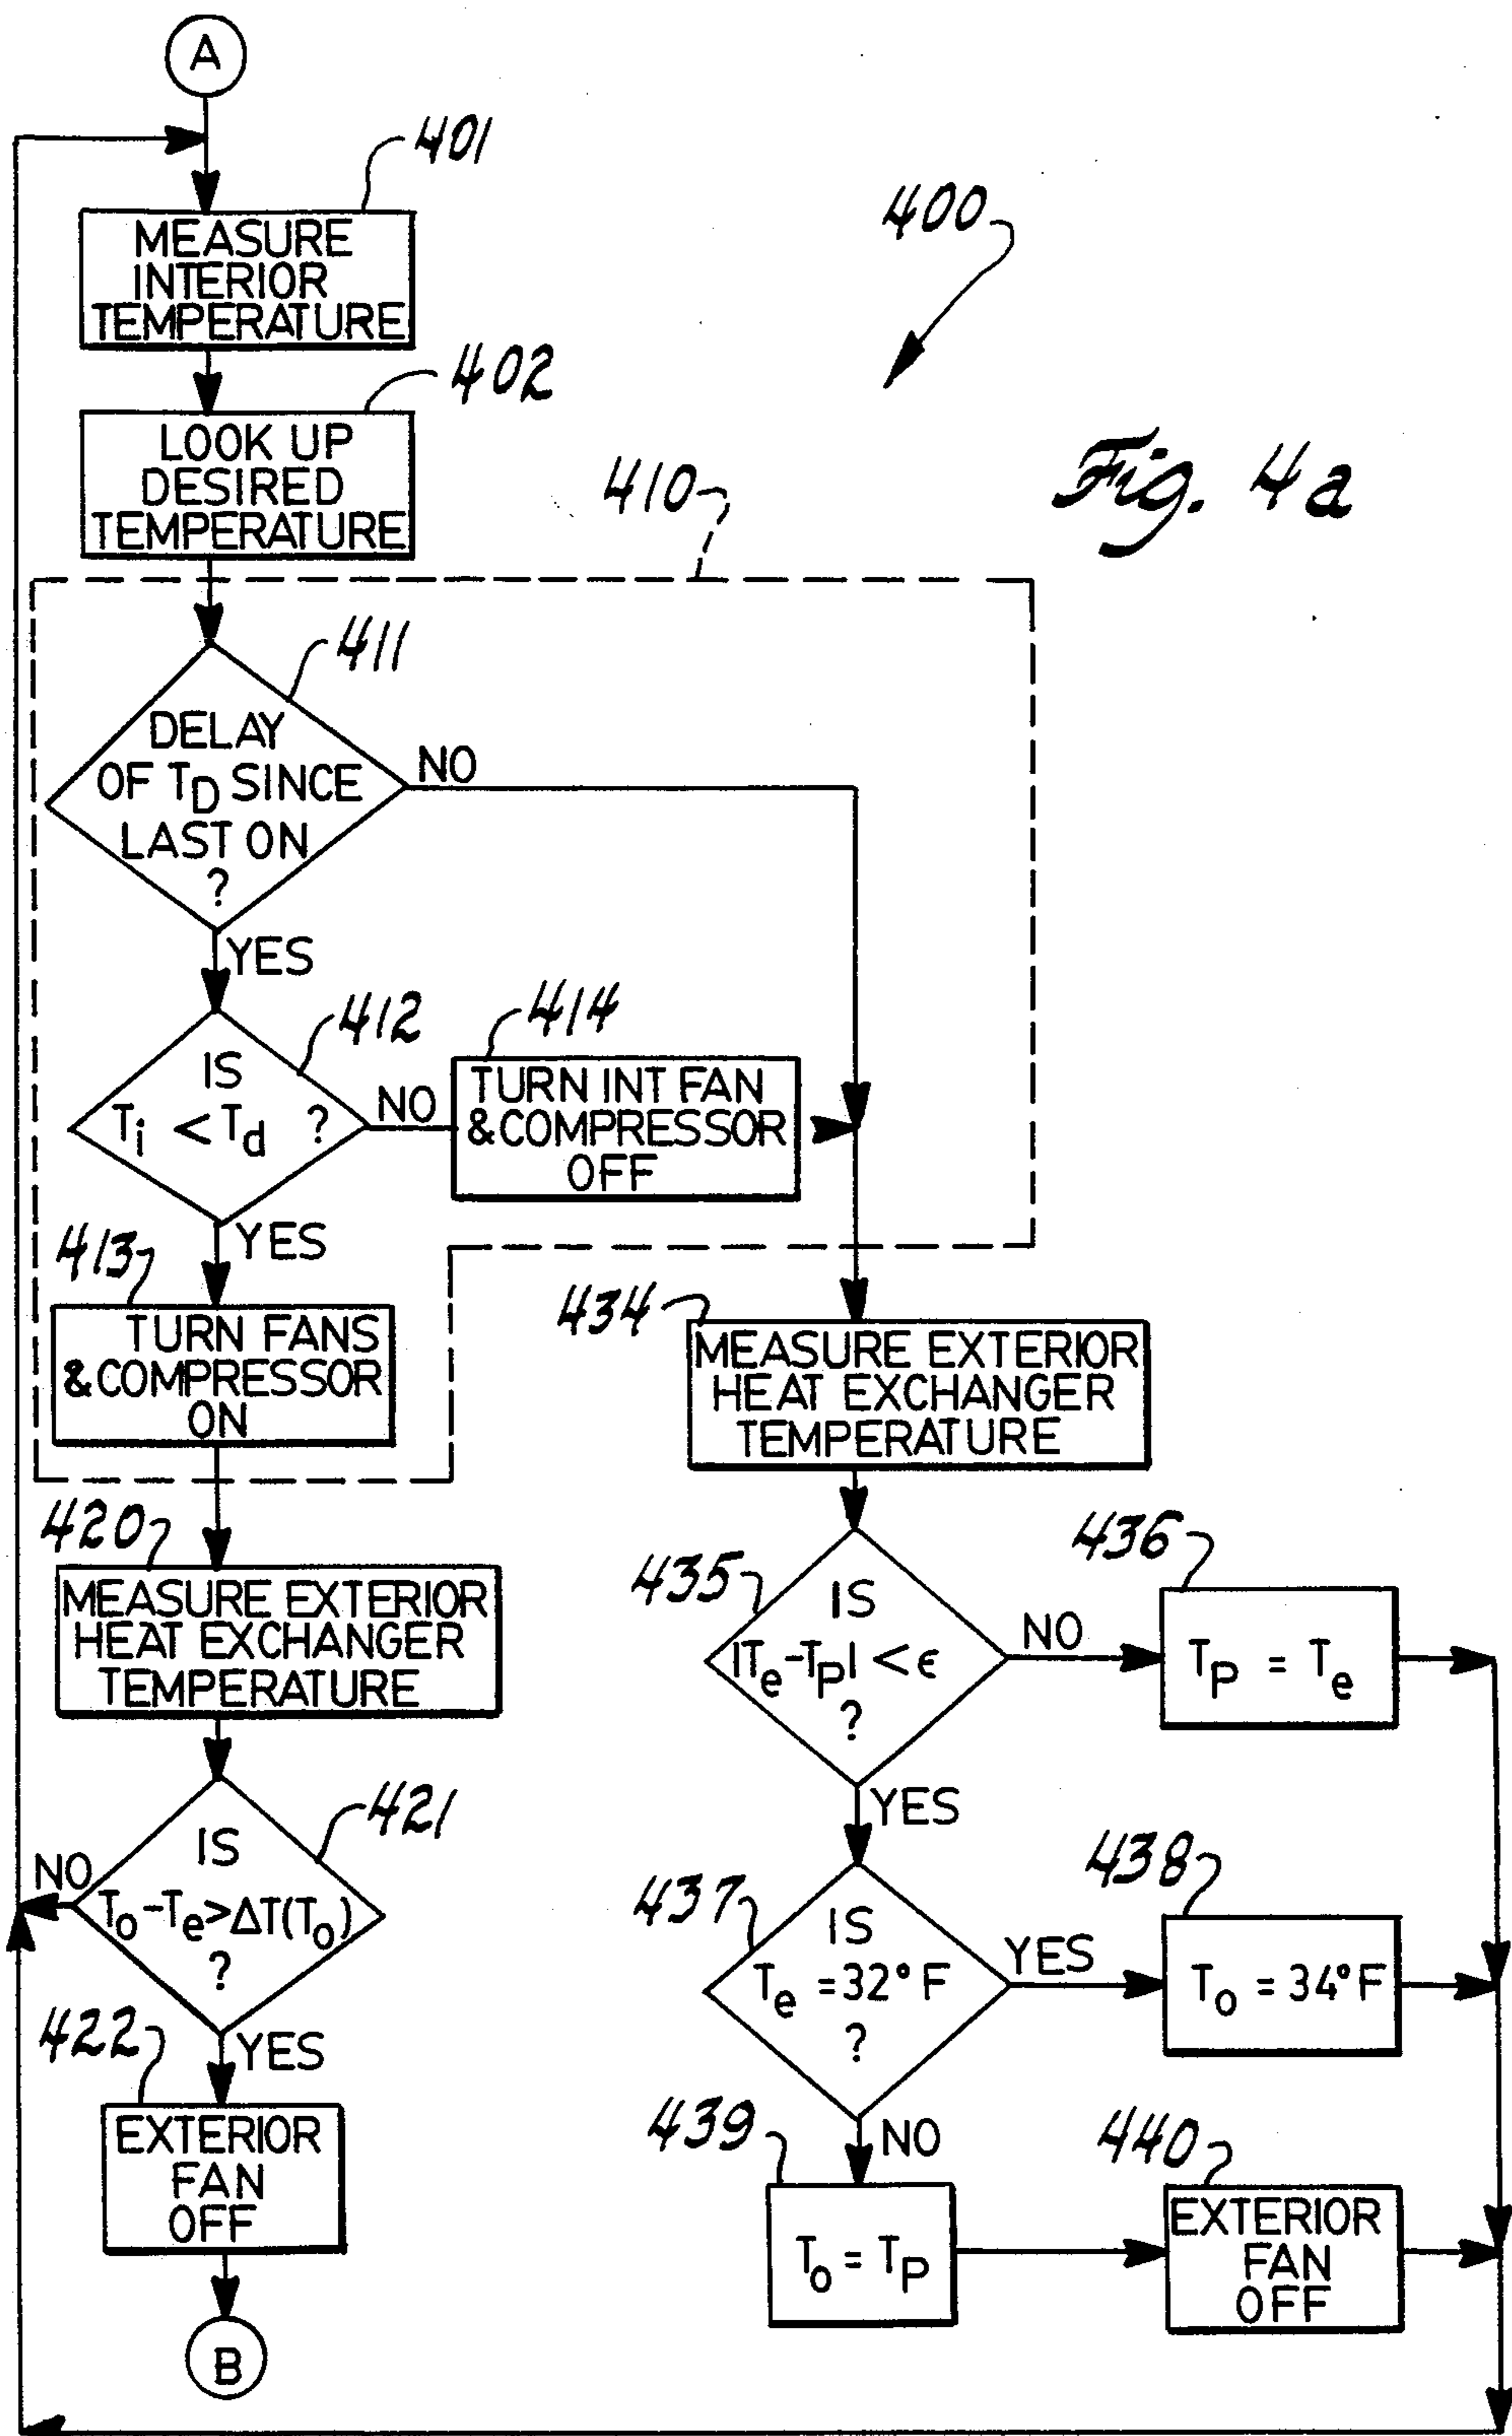 A
401
MEASURE
INTERIOR
TEMPERATURE
400
402
LOOK UP
DESIRED
TEMPERATURE
Fig. 4a
410
411
DELAY
OF TD SINCE
LAST ON
?
NO
YES
412
IS
Ti < Td ?
NO
414
TURN INT FAN
&COMPRESSOR
OFF
YES
413
TURN FANS
&COMPRESSOR
ON
434
MEASURE EXTERIOR
HEAT EXCHANGER
TEMPERATURE
420
MEASURE EXTERIOR
HEAT EXCHANGER
TEMPERATURE
435
IS
|Te-TP| < ϵ
?
NO
436
TP = Te
YES
421
IS
To-Te>ΔT(To)
?
NO
YES
422
EXTERIOR
FAN
OFF
B
437
IS
Te =32°F
?
YES
438
To = 34°F
NO
439
To = TP
440
EXTERIOR
FAN
OFF